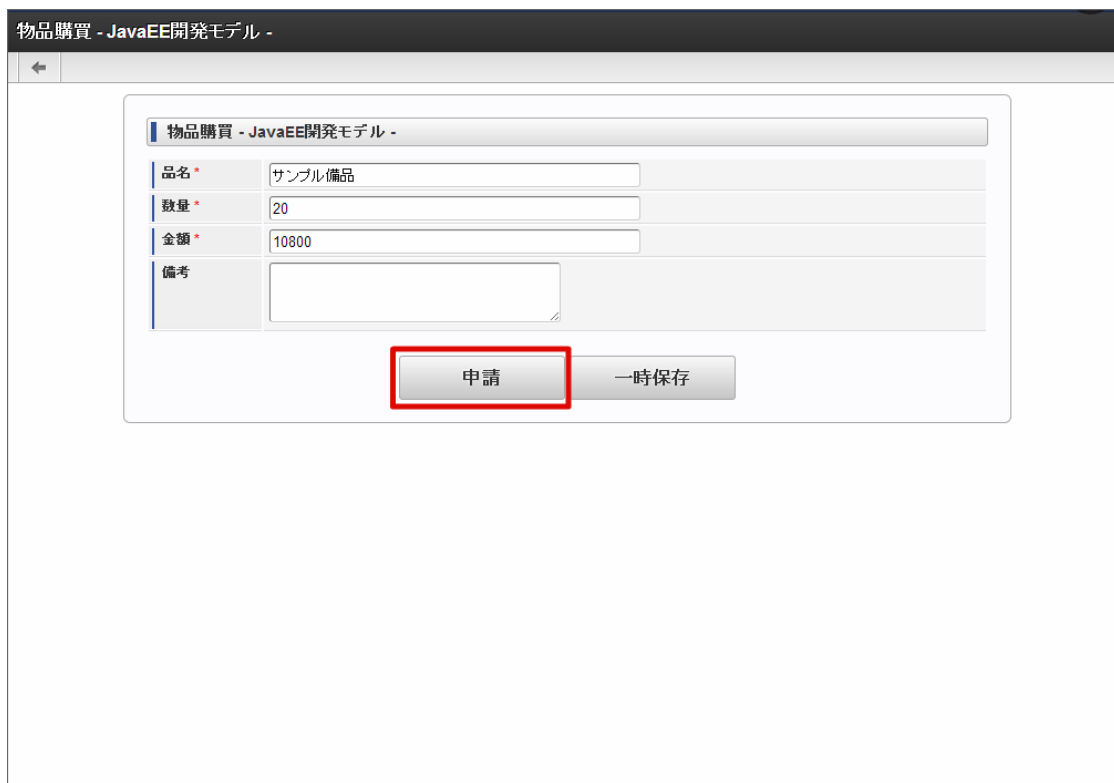 物品購買 - JavaEE開発モデル -
物品購買 - JavaEE開発モデル -
品名 * サンプル備品
数量 * 20
金額 * 10800
備考
申請 一時保存